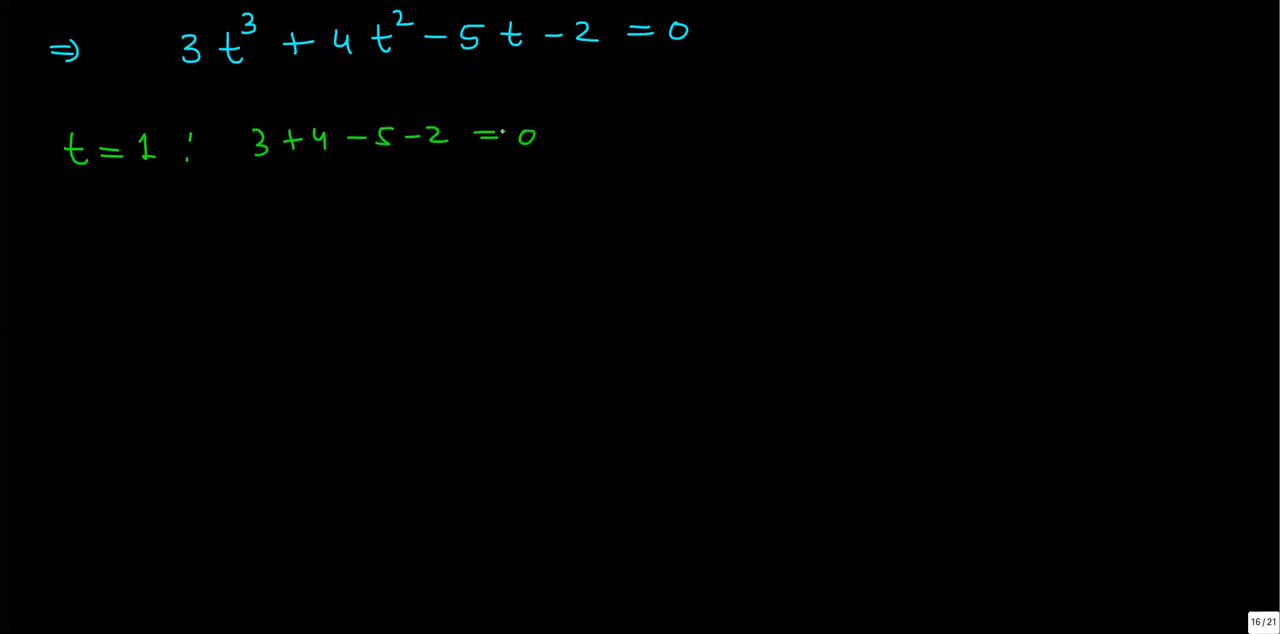 ⇒ 3t³ + 4t² - 5t - 2 = 0
t = 1 : 3 + 4 - 5 - 2 = 0
16/21